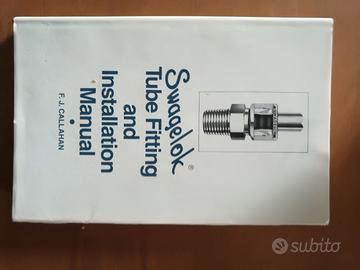 Swagelok®
Tube Fitting
and
Installation
Manual
F. J. CALLAHAN
subito